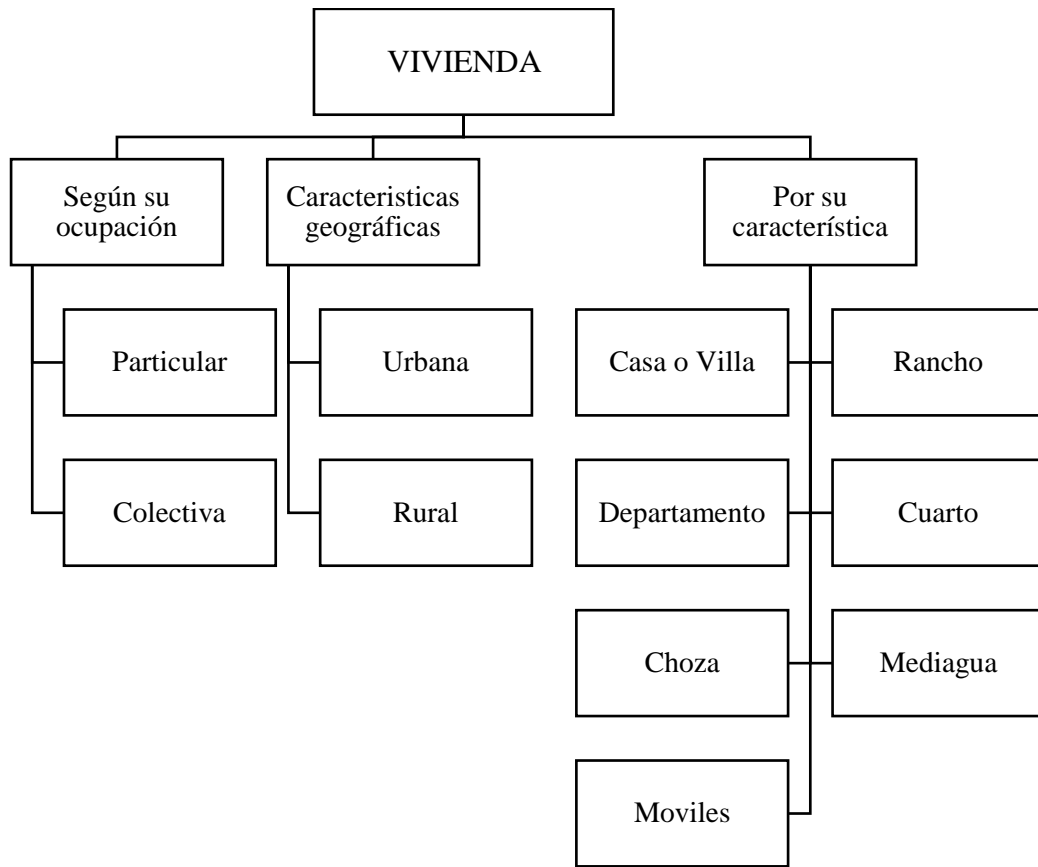 VIVIENDA
Según su
ocupación
Caracteristicas
geográficas
Por su
característica
Particular
Urbana
Casa o Villa
Rancho
Colectiva
Rural
Departamento
Cuarto
Choza
Mediagua
Moviles